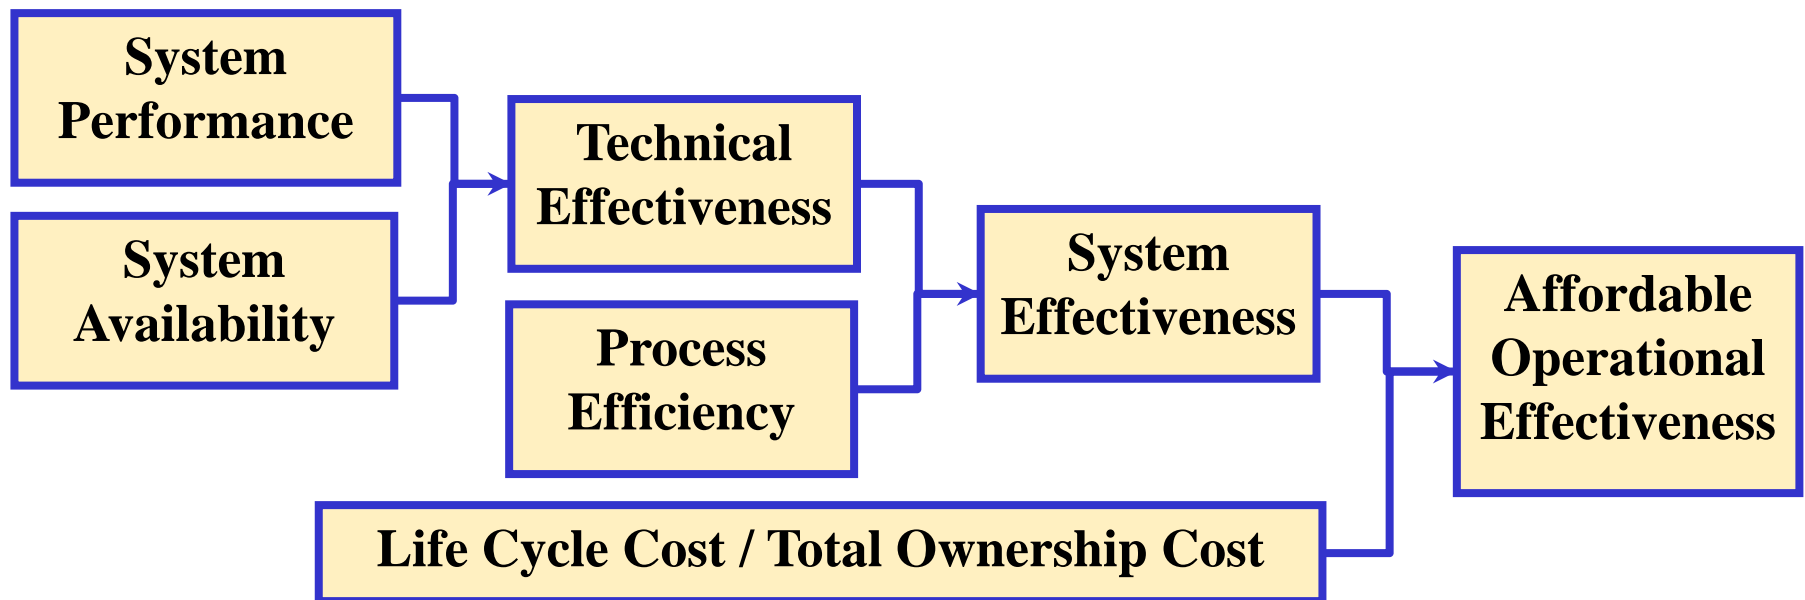 System
Performance
System
Availability
Technical
Effectiveness
Process
Efficiency
System
Effectiveness
Affordable
Operational
Effectiveness
Life Cycle Cost / Total Ownership Cost